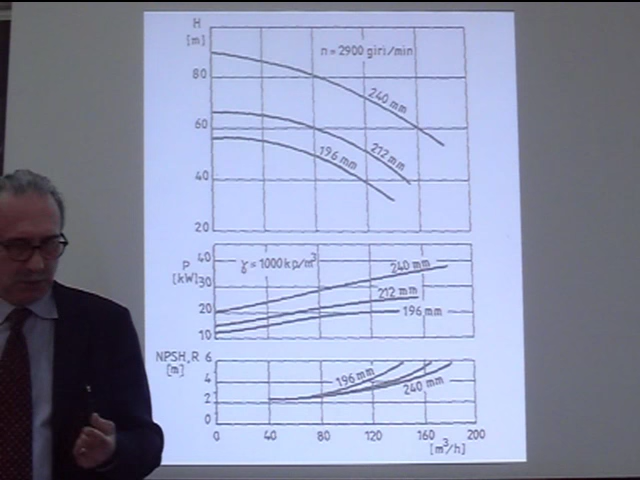 H
[m]
n = 2900 giri/min
80
240 mm
60
212 mm
196 mm
40
20
P
[kW]
40
γ = 1000 kp/m³
240 mm
30
212 mm
20
196 mm
10
NPSH,R
[m]
6
196 mm
4
240 mm
2
0
0 40 80 120 160 200
[m³/h]